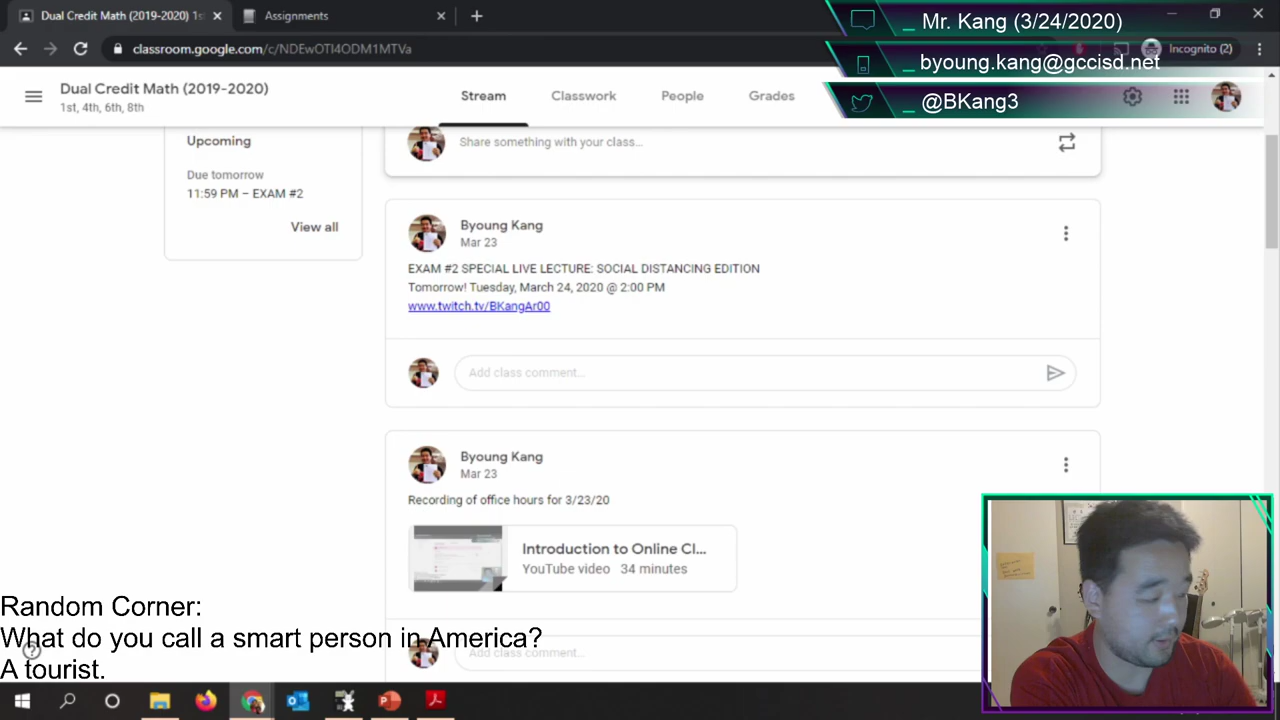 Dual Credit Math (2019-2020) 1s
Assignments
Mr. Kang (3/24/2020)
classroom.google.com/c/NDEwOTI4ODM1MTVa
Incognito (2)
_ byoung.kang@gccisd.net
_ @BKang3
Dual Credit Math (2019-2020)
1st, 4th, 6th, 8th
Stream
Classwork
People
Grades
Upcoming
Due tomorrow
11:59 PM – EXAM #2
View all
Share something with your class...
Byoung Kang
Mar 23
EXAM #2 SPECIAL LIVE LECTURE: SOCIAL DISTANCING EDITION
Tomorrow! Tuesday, March 24, 2020 @ 2:00 PM
www.twitch.tv/BKangAr00
Add class comment...
Byoung Kang
Mar 23
Recording of office hours for 3/23/20
Introduction to Online Cl...
YouTube video 34 minutes
Add class comment...
Random Corner:
What do you call a smart person in America?
A tourist.